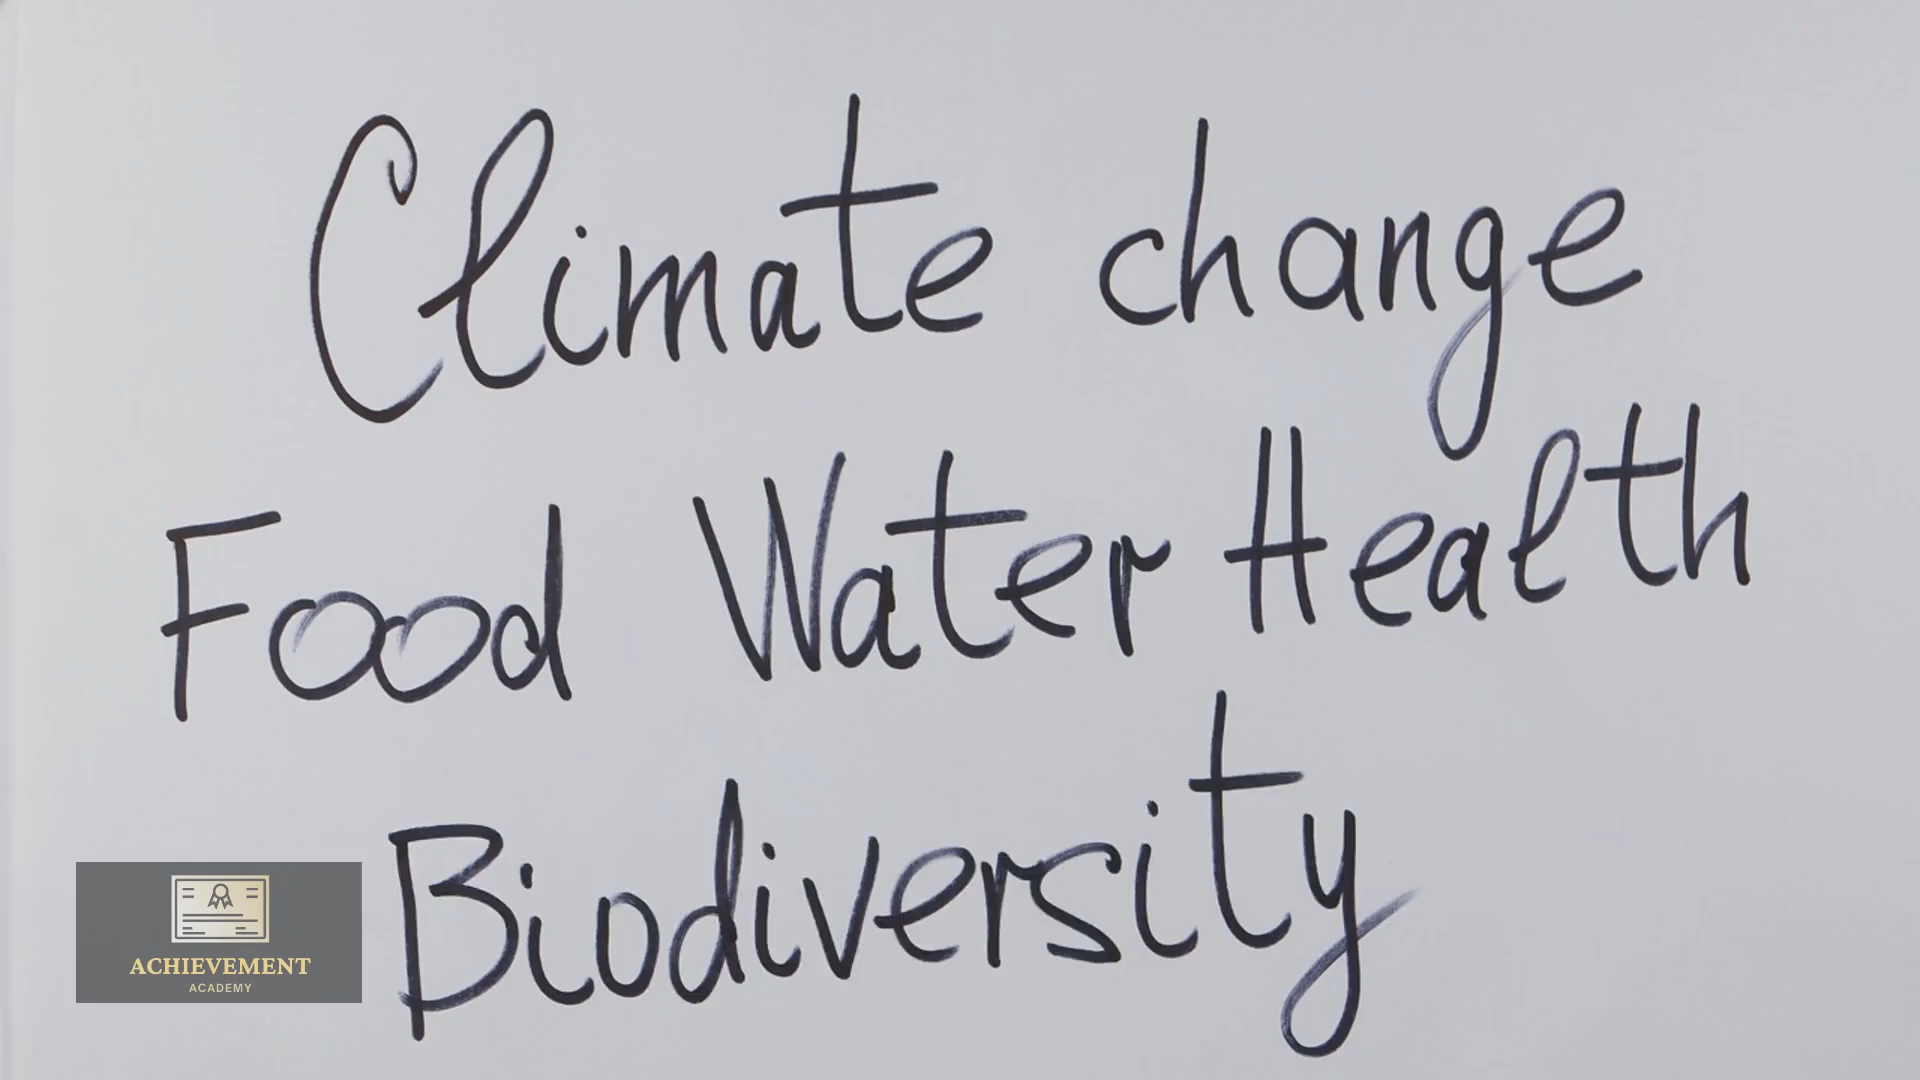 Climate change
Food Water Health
Biodiversity
ACHIEVEMENT
ACADEMY